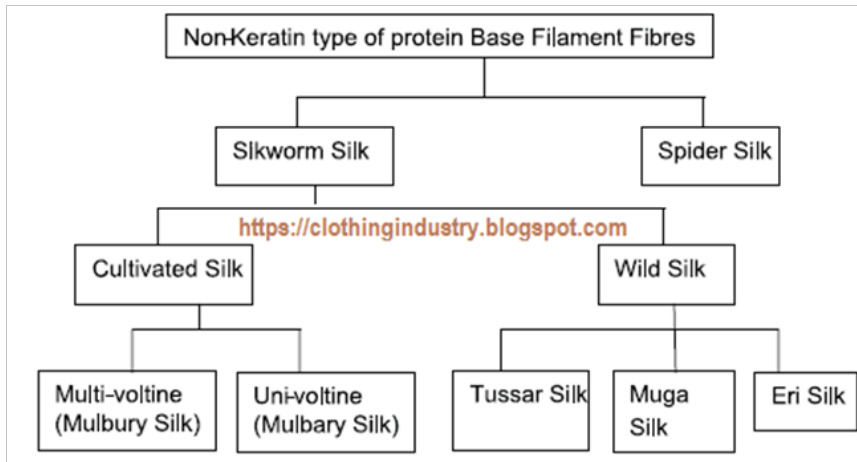 Non-Keratin type of protein Base Filament Fibres
Slkworm Silk
Spider Silk
https://clothingindustry.blogspot.com
Cultivated Silk
Wild Silk
Multi-voltine
(Mulbury Silk)
Uni-voltine
(Mulbary Silk)
Tussar Silk
Muga
Silk
Eri Silk